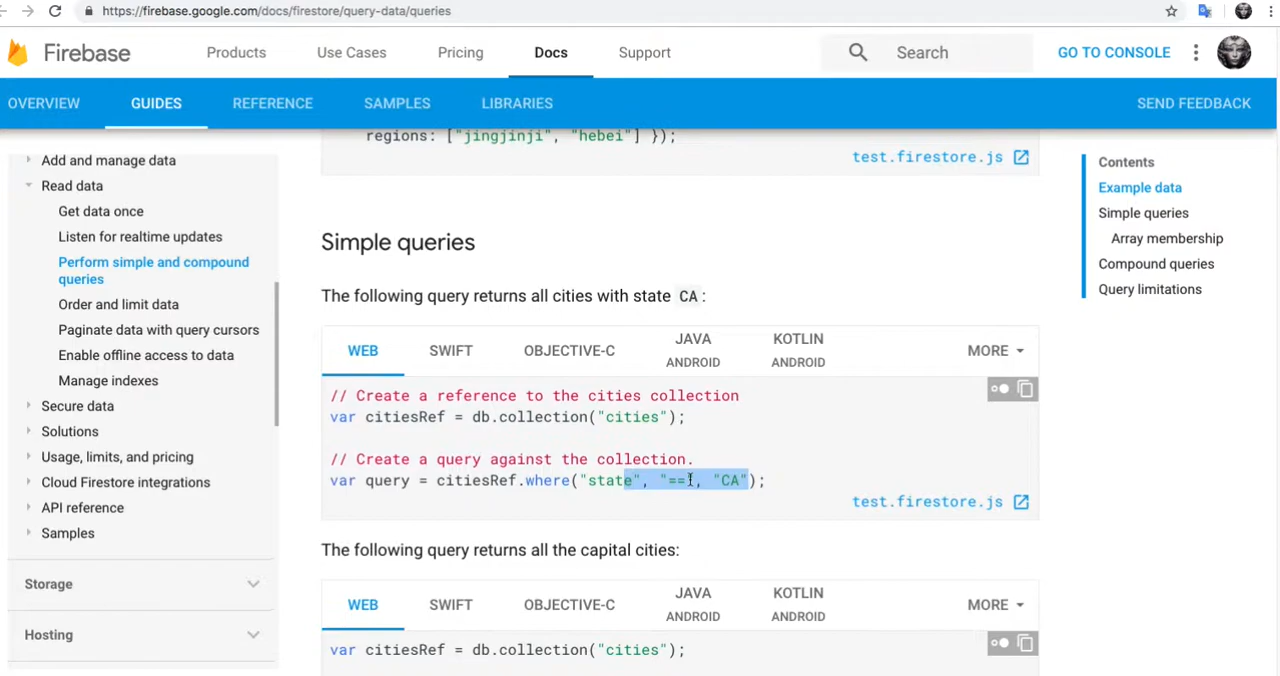 https://firebase.google.com/docs/firestore/query-data/queries
Firebase
Products
Use Cases
Pricing
Docs
Support
Search
GO TO CONSOLE
OVERVIEW
GUIDES
REFERENCE
SAMPLES
LIBRARIES
SEND FEEDBACK
Add and manage data
Read data
Get data once
Listen for realtime updates
Perform simple and compound
queries
Order and limit data
Paginate data with query cursors
Enable offline access to data
Manage indexes
Secure data
Solutions
Usage, limits, and pricing
Cloud Firestore integrations
API reference
Samples
Storage
Hosting
regions: ["jingjinji", "hebei"] });
test.firestore.js
Simple queries
The following query returns all cities with state CA:
WEB
SWIFT
OBJECTIVE-C
JAVA
ANDROID
KOTLIN
ANDROID
MORE
// Create a reference to the cities collection
var citiesRef = db.collection("cities");
// Create a query against the collection.
var query = citiesRef.where("state", "==", "CA");
test.firestore.js
The following query returns all the capital cities:
WEB
SWIFT
OBJECTIVE-C
JAVA
ANDROID
KOTLIN
ANDROID
MORE
var citiesRef = db.collection("cities");
Contents
Example data
Simple queries
Array membership
Compound queries
Query limitations